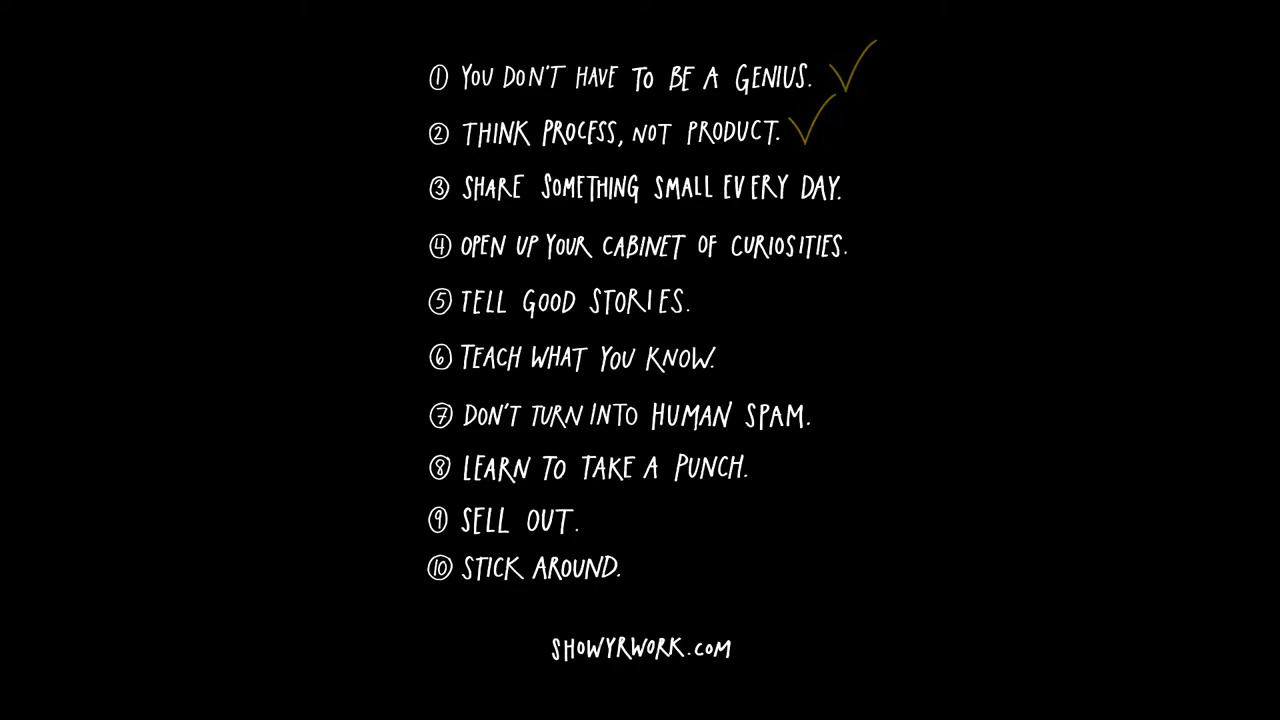 ① YOU DON'T HAVE TO BE A GENIUS.
② THINK PROCESS, NOT PRODUCT.
③ SHARE SOMETHING SMALL EVERY DAY.
④ OPEN UP YOUR CABINET OF CURIOSITIES.
⑤ TELL GOOD STORIES.
⑥ TEACH WHAT YOU KNOW.
⑦ DON'T TURN INTO HUMAN SPAM.
⑧ LEARN TO TAKE A PUNCH.
⑨ SELL OUT.
⑩ STICK AROUND.
SHOWYRWORK.COM